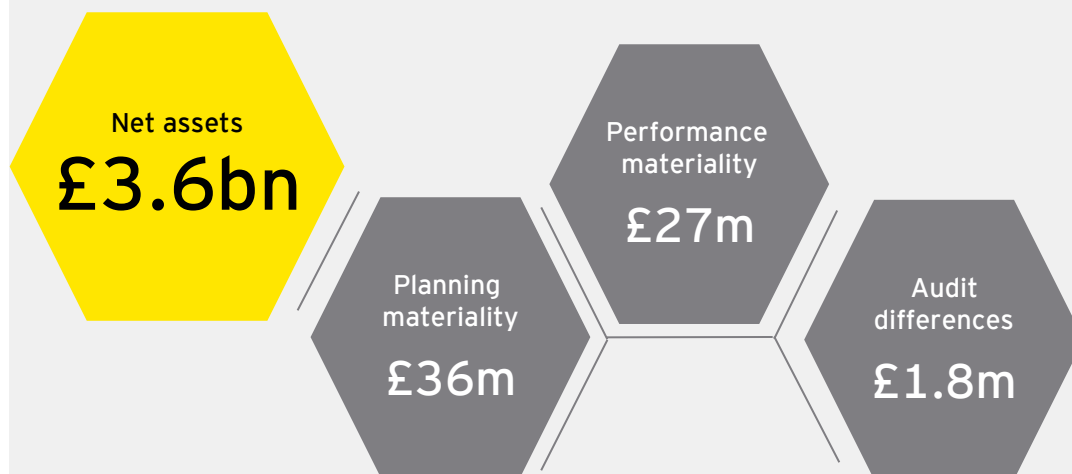 Net assets
£3.6bn
Planning
materiality
£36m
Performance
materiality
£27m
Audit
differences
£1.8m